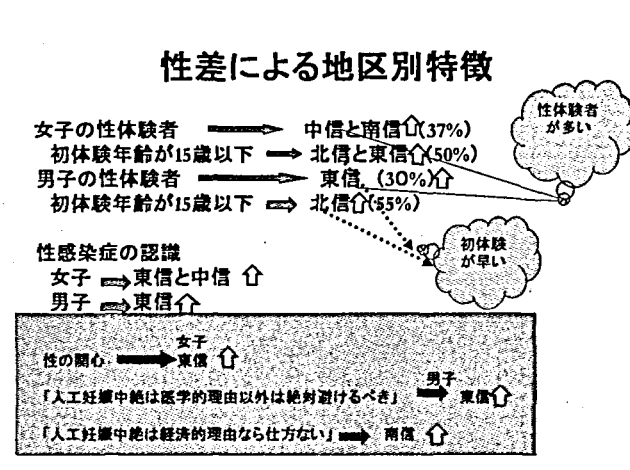 性差による地区別特徴
性体験者
が多い
女子の性体験者 ⟹ 中信と南信⇧(37%)
初体験年齢が15歳以下 ➞ 北信と東信⇧(50%)
男子の性体験者 ⟹ 東信 (30%)⇧
初体験年齢が15歳以下 ⇨ 北信⇧(55%)
初体験
が早い
性感染症の認識
女子 ⇨ 東信と中信 ⇧
男子 ⇨ 東信⇧
女子
性の関心 ➡ 東信 ⇧
男子
「人工妊娠中絶は医学的理由以外は絶対避けるべき」 ➡ 東信⇧
「人工妊娠中絶は経済的理由なら仕方ない」 ➡ 南信 ⇧